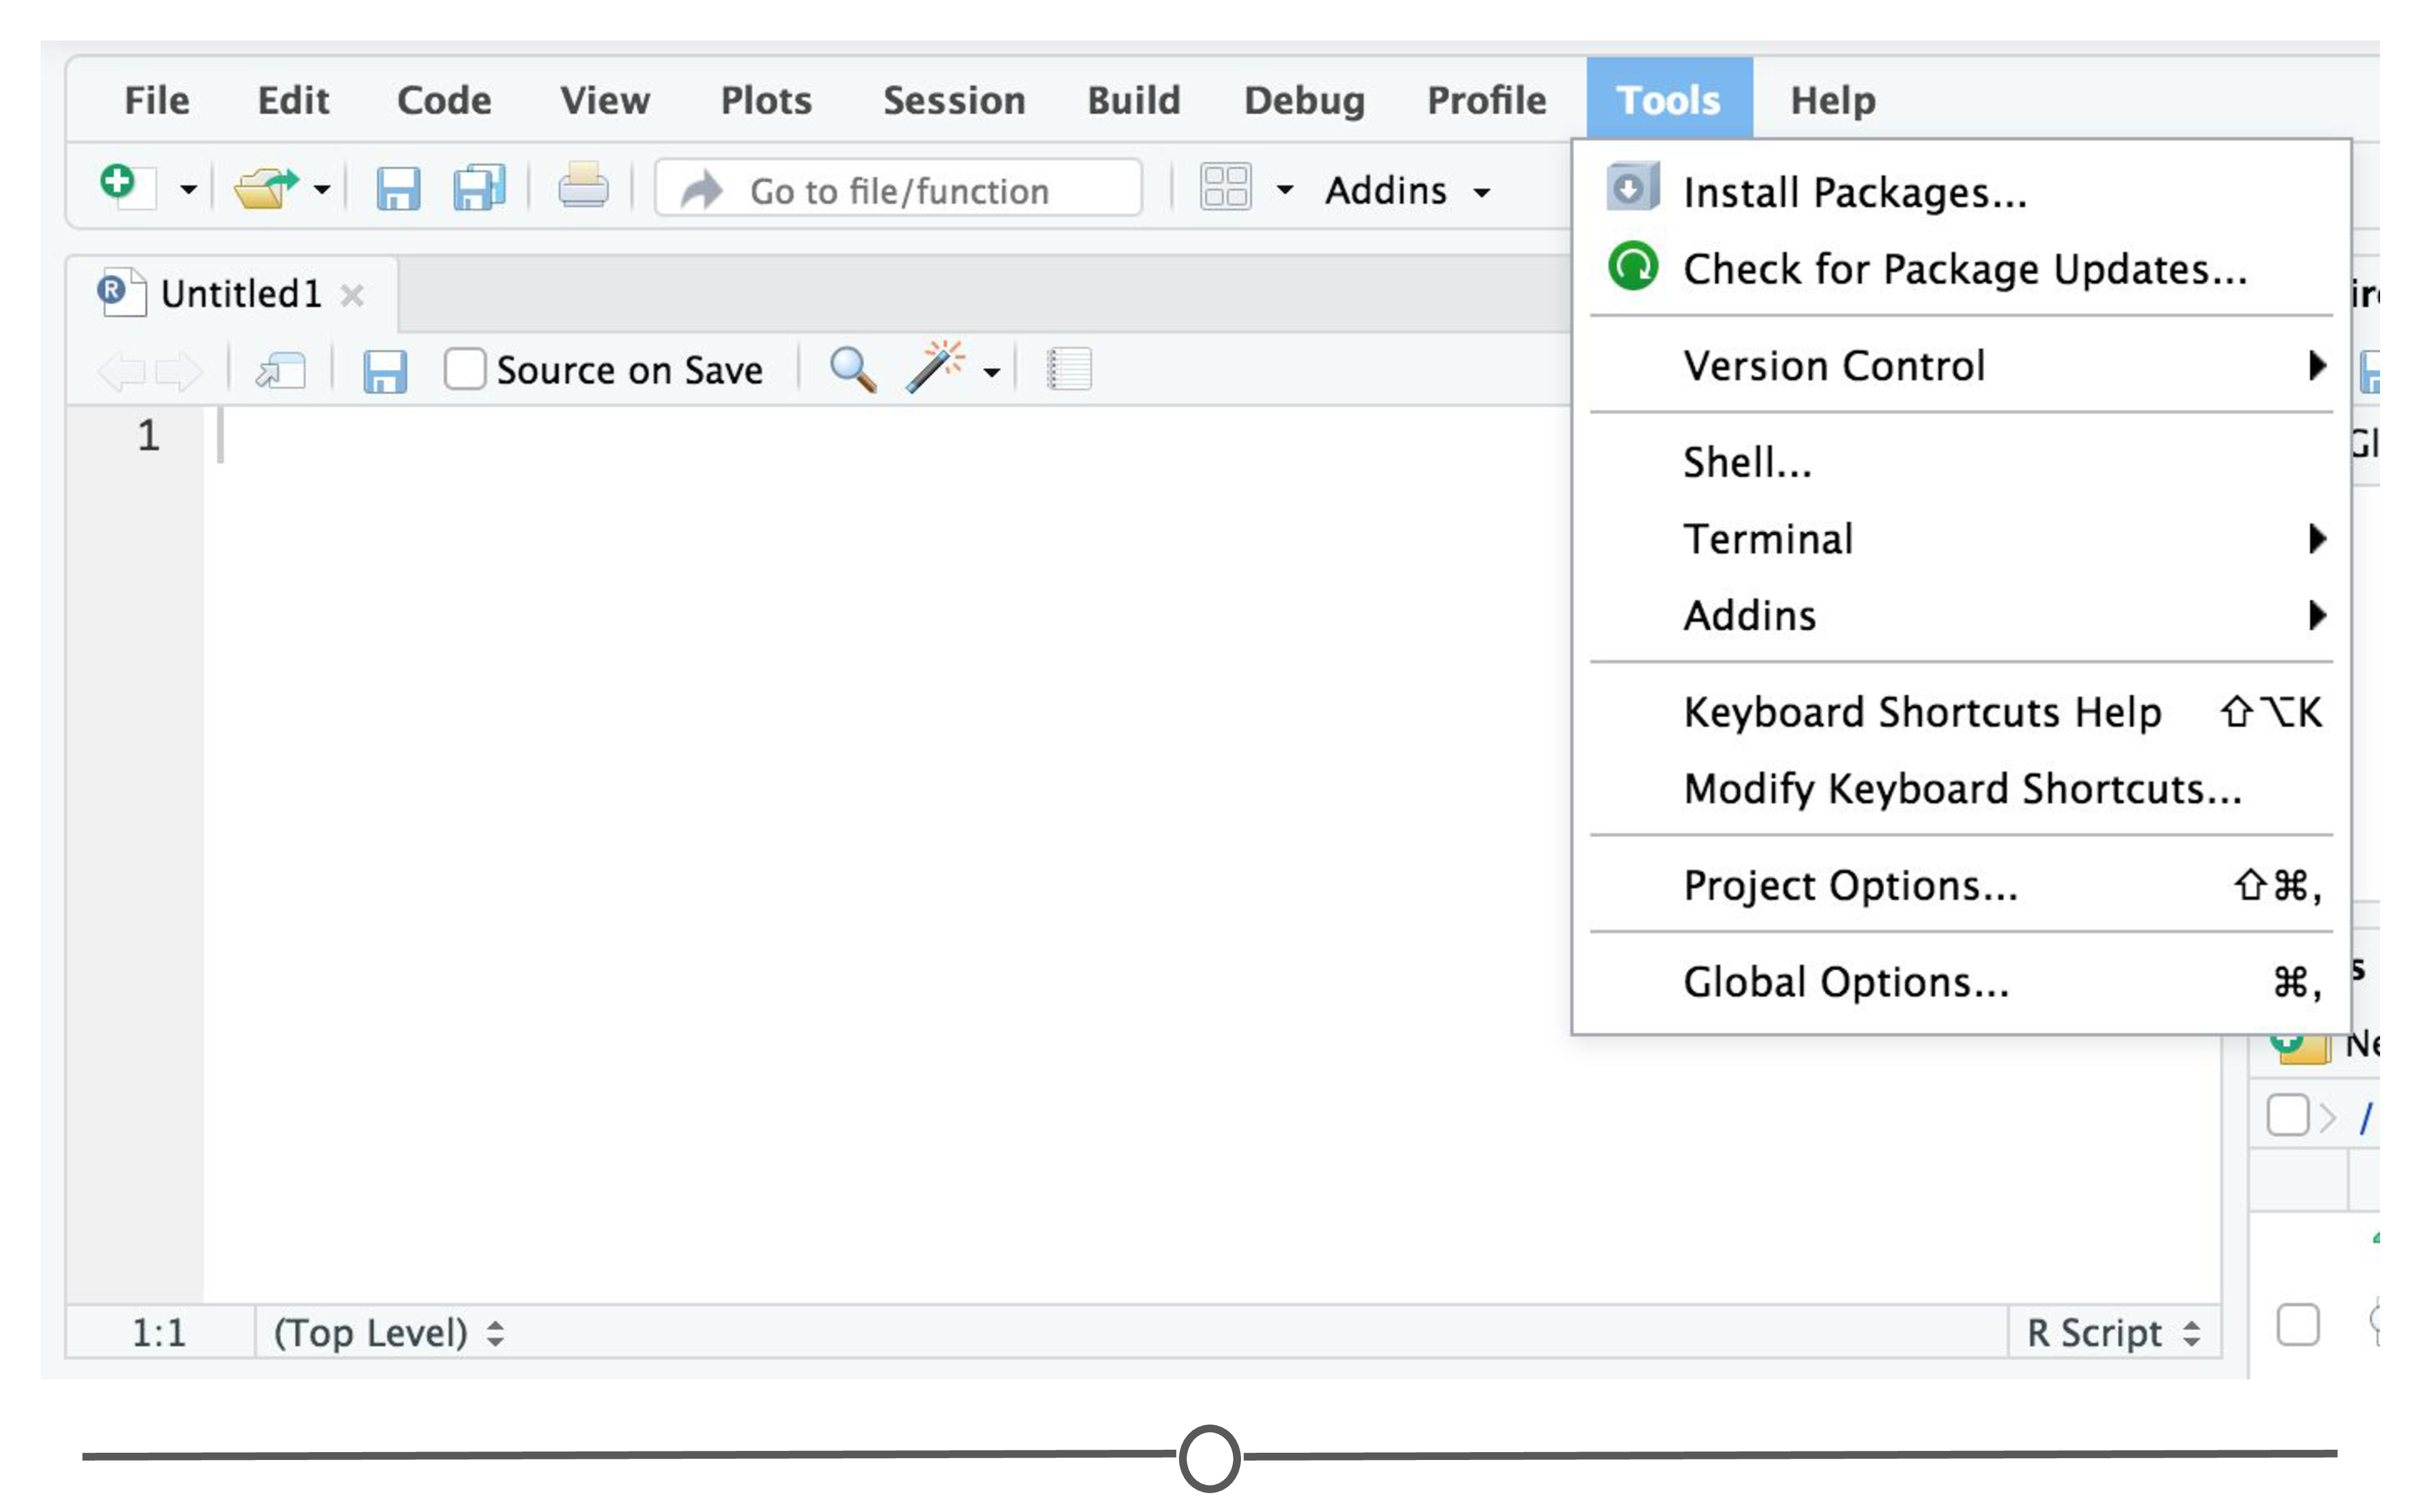 File Edit Code View Plots Session Build Debug Profile Tools Help
Go to file/function Addins
Install Packages...
Check for Package Updates...
Untitled1
Source on Save
Version Control
1
Shell...
Terminal
Addins
Keyboard Shortcuts Help ⇧⌥K
Modify Keyboard Shortcuts...
Project Options... ⇧⌘,
Global Options... ⌘,
/
1:1 (Top Level) R Script